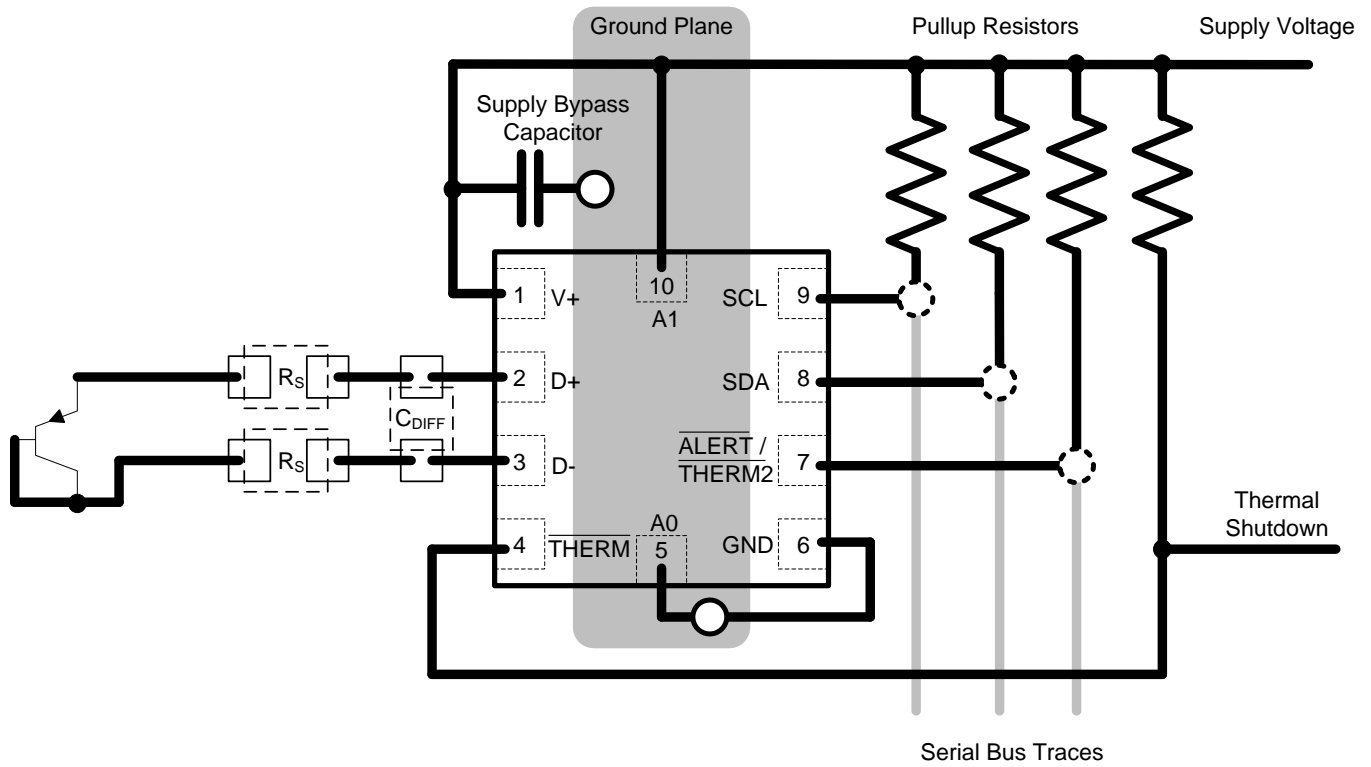 Ground Plane
Pullup Resistors
Supply Voltage
Supply Bypass
Capacitor
1
V+
10
A1
SCL
9
RS
2
D+
SDA
8
CDIFF
RS
3
D-
ALERT /
THERM2
7
4
THERM
A0
5
GND
6
Thermal
Shutdown
Serial Bus Traces